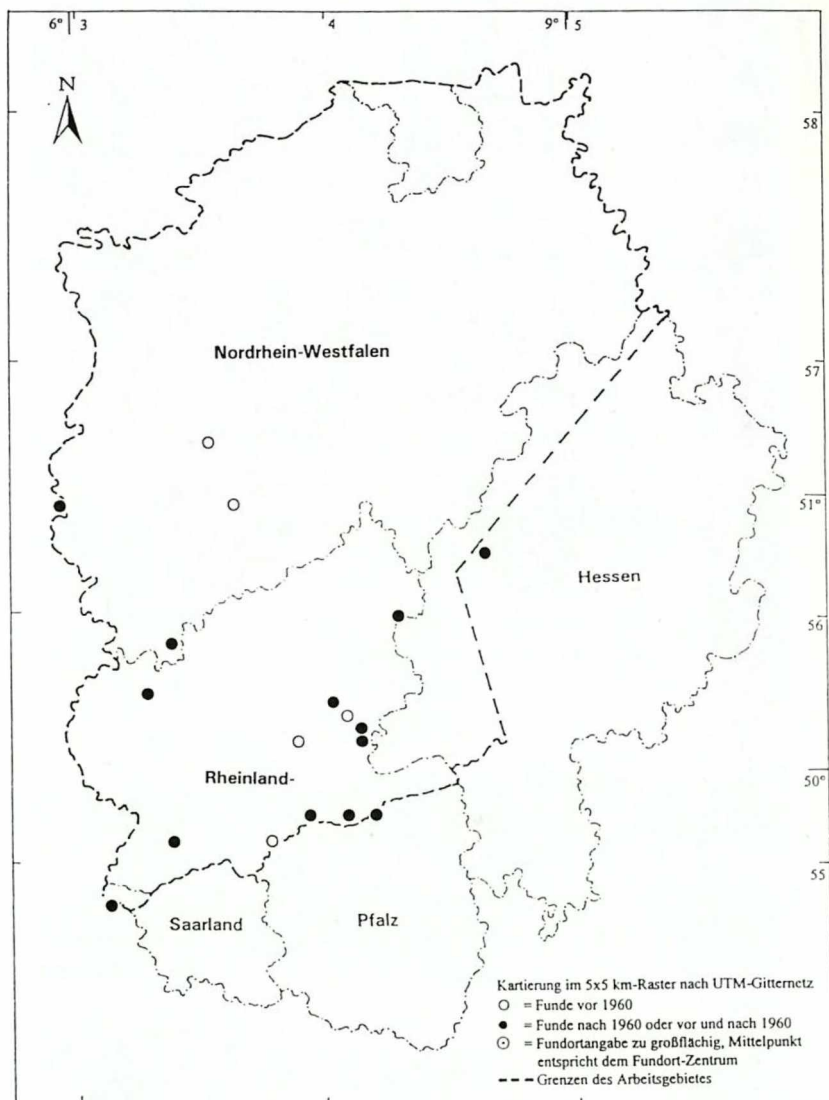 6° 3 4 9° 5
N
58
Nordrhein-Westfalen
57
51°
Hessen
56
Rheinland-
50°
55
Saarland
Pfalz
Kartierung im 5x5 km-Raster nach UTM-Gitternetz
○ = Funde vor 1960
● = Funde nach 1960 oder vor und nach 1960
⊙ = Fundortangabe zu großflächig, Mittelpunkt
entspricht dem Fundort-Zentrum
--- Grenzen des Arbeitsgebietes